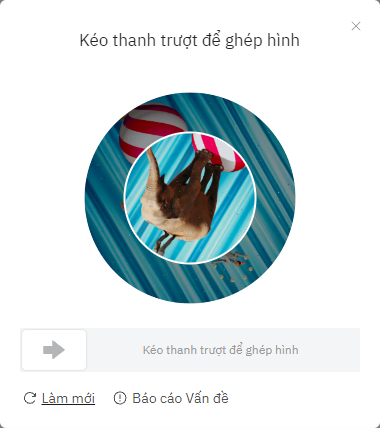 Kéo thanh trượt để ghép hình
Kéo thanh trượt để ghép hình
Làm mới
Báo cáo Vấn đề